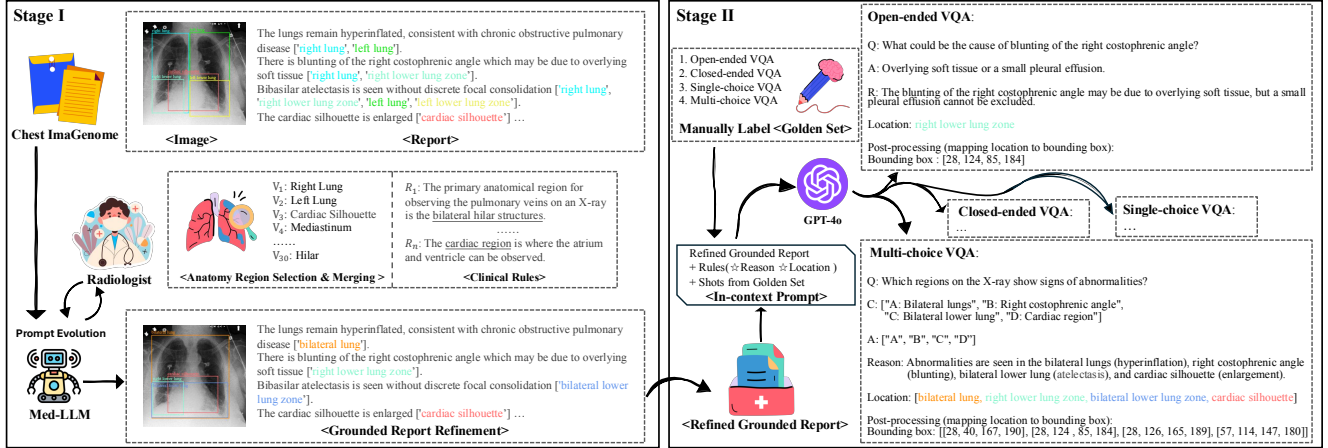 Stage I
Chest ImaGenome
right lung
left lung
<Image>
The lungs remain hyperinflated, consistent with chronic obstructive pulmonary
disease ['right lung', 'left lung'].
There is blunting of the right costophrenic angle which may be due to overlying
soft tissue ['right lung', 'right lower lung zone'].
Bibasilar atelectasis is seen without discrete focal consolidation ['right lung',
'right lower lung zone', 'left lung', 'left lower lung zone'].
The cardiac silhouette is enlarged ['cardiac silhouette'] …
<Report>
Radiologist
V1: Right Lung
V2: Left Lung
V3: Cardiac Silhouette
V4: Mediastinum
……
V30: Hilar
<Anatomy Region Selection & Merging >
R1: The primary anatomical region for
observing the pulmonary veins on an X-ray
is the bilateral hilar structures.
……
Rn: The cardiac region is where the atrium
and ventricle can be observed.
<Clinical Rules>
Prompt Evolution
Med-LLM
bilateral lung
The lungs remain hyperinflated, consistent with chronic obstructive pulmonary
disease ['bilateral lung'].
There is blunting of the right costophrenic angle which may be due to overlying
soft tissue ['right lower lung zone'].
Bibasilar atelectasis is seen without discrete focal consolidation ['bilateral lower
lung zone'].
The cardiac silhouette is enlarged ['cardiac silhouette'] …
<Grounded Report Refinement>
Stage II
1. Open-ended VQA
2. Closed-ended VQA
3. Single-choice VQA
4. Multi-choice VQA
Manually Label <Golden Set>
GPT-4o
Refined Grounded Report
+ Rules(☆Reason ☆Location )
+ Shots from Golden Set
<In-context Prompt>
<Refined Grounded Report>
Open-ended VQA:
Q: What could be the cause of blunting of the right costophrenic angle?
A: Overlying soft tissue or a small pleural effusion.
R: The blunting of the right costophrenic angle may be due to overlying soft tissue, but a small
pleural effusion cannot be excluded.
Location: right lower lung zone
Post-processing (mapping location to bounding box):
Bounding box : [28, 124, 85, 184]
Closed-ended VQA:
…
Single-choice VQA:
…
Multi-choice VQA:
Q: Which regions on the X-ray show signs of abnormalities?
C: ["A: Bilateral lungs", "B: Right costophrenic angle",
"C: Bilateral lower lung", "D: Cardiac region"]
A: ["A", "B", "C", "D"]
Reason: Abnormalities are seen in the bilateral lungs (hyperinflation), right costophrenic angle
(blunting), bilateral lower lung (atelectasis), and cardiac silhouette (enlargement).
Location: [bilateral lung, right lower lung zone, bilateral lower lung zone, cardiac silhouette]
Post-processing (mapping location to bounding box):
Bounding box: [[28, 40, 167, 190], [28, 124 , 85, 184], [28, 126, 165, 189], [57, 114, 147, 180]]